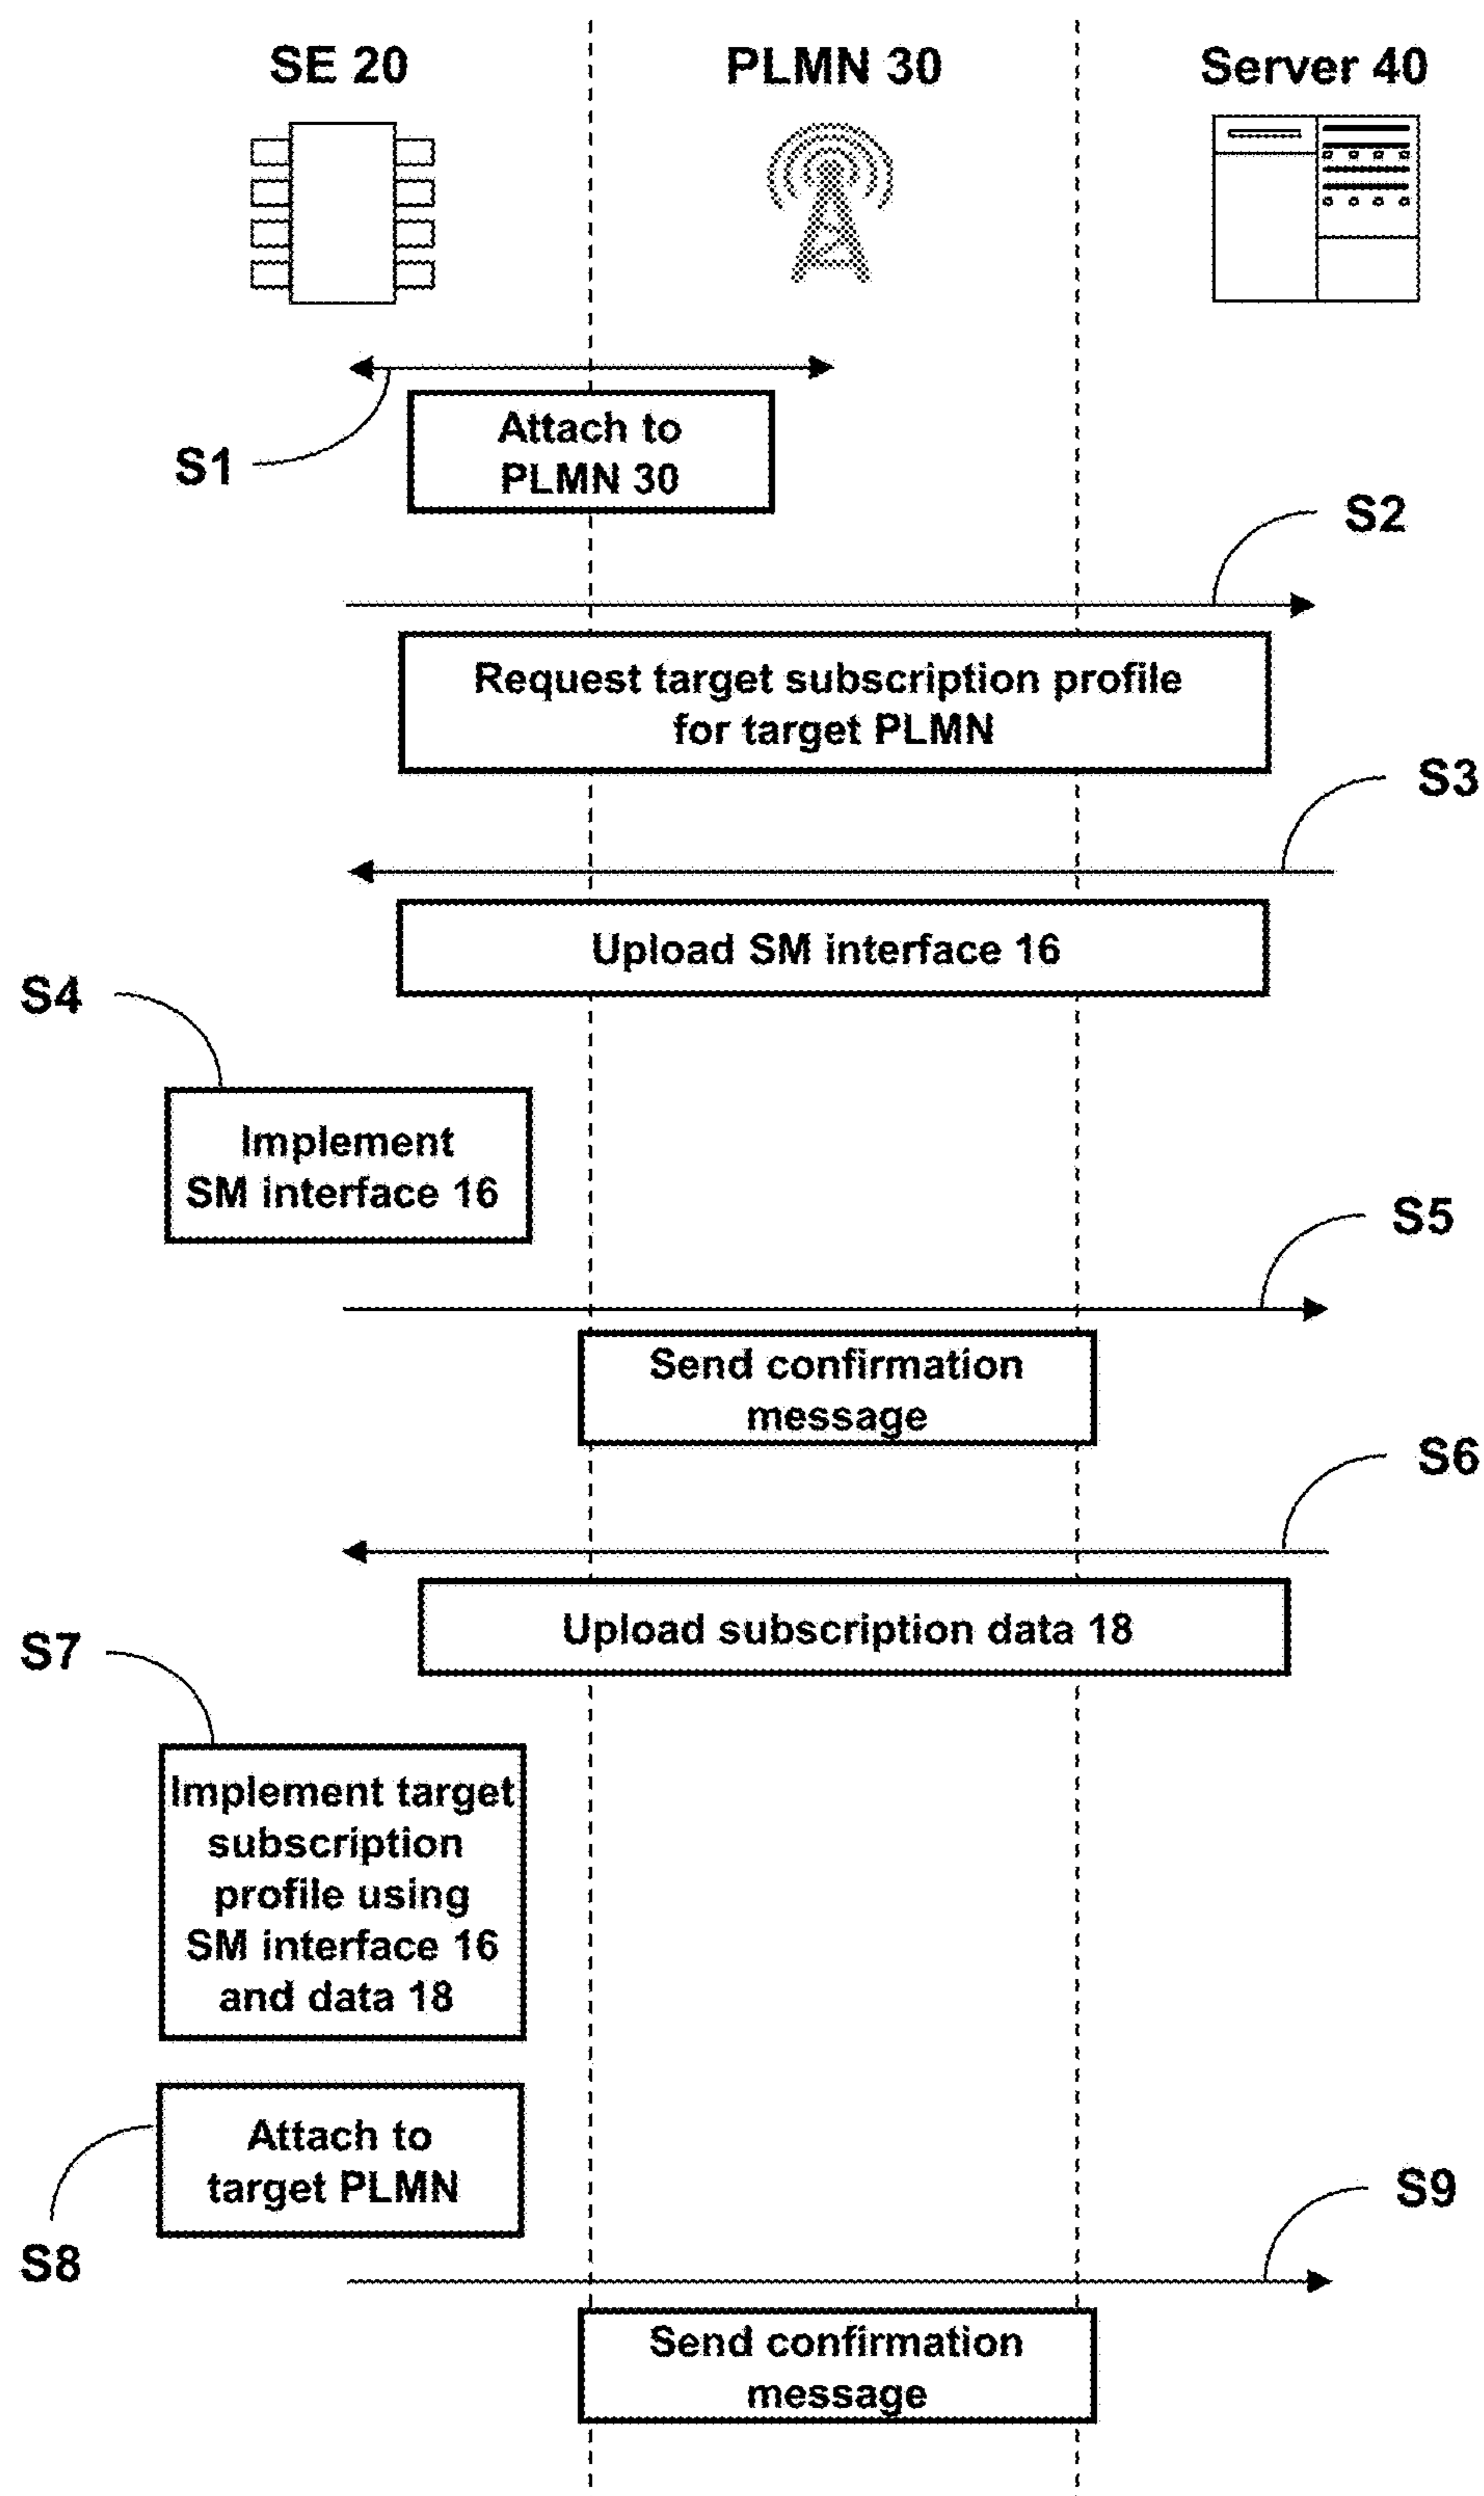 SE 20
PLMN 30
Server 40
S1
Attach to
PLMN 30
S2
Request target subscription profile
for target PLMN
S3
Upload SM interface 16
S4
Implement
SM interface 16
S5
Send confirmation
message
S6
Upload subscription data 18
S7
Implement target
subscription
profile using
SM interface 16
and data 18
S8
Attach to
target PLMN
S9
Send confirmation
message